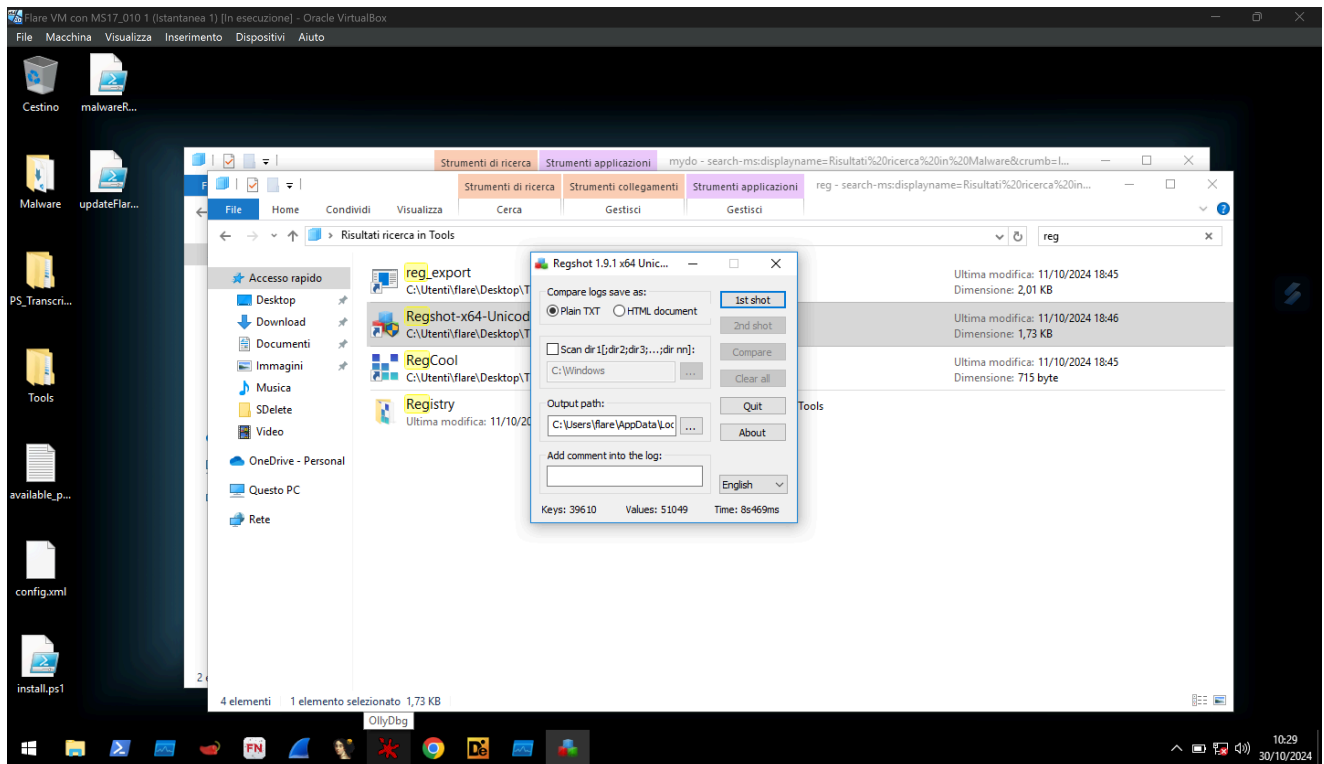 Flare VM con MS17_010 1 (Istantanea 1) [In esecuzione] - Oracle VirtualBox
File Macchina Visualizza Inserimento Dispositivi Aiuto
Cestino
malwareR...
Malware
updateFlar...
PS_Transcri...
Tools
available_p...
config.xml
install.ps1
Strumenti di ricerca Strumenti applicazioni mydo - search-ms:displayname=Risultati%20ricerca%20in%20Malware&crumb=l...
F
Strumenti di ricerca Strumenti collegamenti Strumenti applicazioni reg - search-ms:displayname=Risultati%20ricerca%20in...
File Home Condividi Visualizza Cerca Gestisci Gestisci
Risultati ricerca in Tools
reg
Accesso rapido
Desktop
Download
Documenti
Immagini
Musica
SDelete
Video
OneDrive - Personal
Questo PC
Rete
reg_export
C:\Utenti\flare\Desktop\T
Ultima modifica: 11/10/2024 18:45
Dimensione: 2,01 KB
Regshot-x64-Unicod
C:\Utenti\flare\Desktop\T
Ultima modifica: 11/10/2024 18:46
Dimensione: 1,73 KB
RegCool
C:\Utenti\flare\Desktop\T
Ultima modifica: 11/10/2024 18:45
Dimensione: 715 byte
Registry
Ultima modifica: 11/10/20
Tools
Regshot 1.9.1 x64 Unic...
Compare logs save as:
Plain TXT HTML document
1st shot
2nd shot
Scan dir1[;dir2;dir3;...;dir nn]:
C:\Windows
...
Compare
Clear all
Output path:
C:\Users\flare\AppData\Loc
...
Quit
About
Add comment into the log:
English
Keys: 39610 Values: 51049 Time: 8s469ms
2
4 elementi 1 elemento selezionato 1,73 KB
OllyDbg
FN
De
10:29
30/10/2024